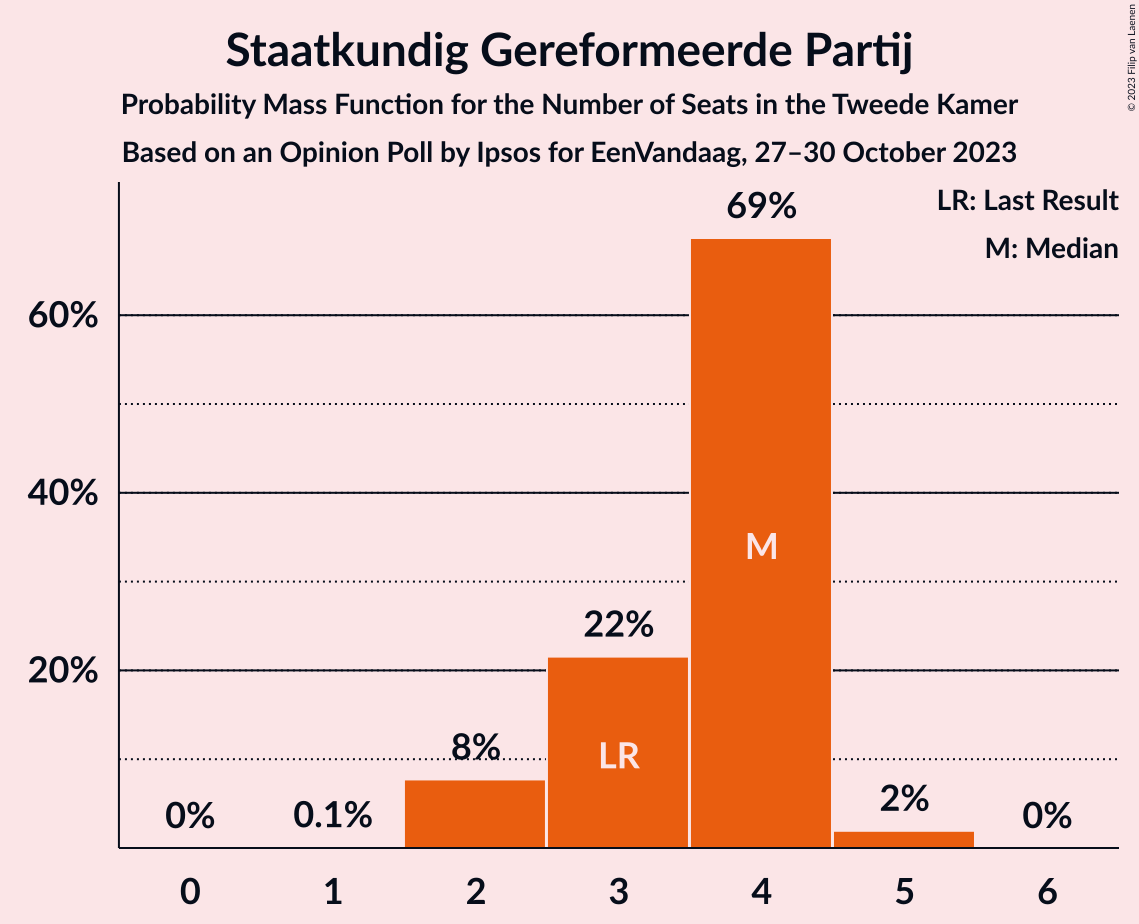 Staatkundig Gereformeerde Partij
Probability Mass Function for the Number of Seats in the Tweede Kamer
Based on an Opinion Poll by Ipsos for EenVandaag, 27–30 October 2023
© 2023 Filip van Laenen
LR: Last Result
M: Median
60%
40%
20%
0%
0.1%
8%
22%
69%
2%
0%
LR
M
0 1 2 3 4 5 6